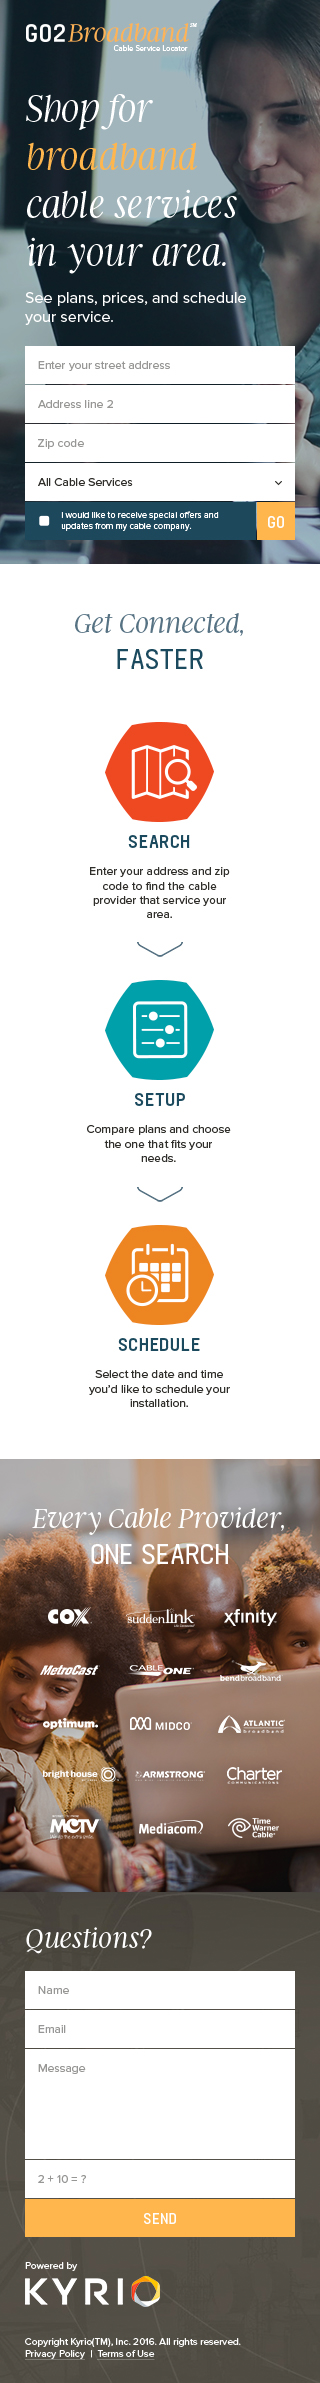 GO2 Broadband SM
Cable Service Locator
Shop for
broadband
cable services
in your area.
See plans, prices, and schedule
your service.
Enter your street address
Address line 2
Zip code
All Cable Services
I would like to receive special offers and
updates from my cable company.
GO
Get Connected,
FASTER
SEARCH
Enter your address and zip
code to find the cable
provider that service your
area.
SETUP
Compare plans and choose
the one that fits your
needs.
SCHEDULE
Select the date and time
you'd like to schedule your
installation.
Every Cable Provider,
ONE SEARCH
COX
suddenlink
xfinity
MetroCast
CABLE ONE
bendbroadband
optimum.
MIDCO
ATLANTIC
broadband
bright house
ARMSTRONG
Charter
COMMUNICATIONS
MCTV
Mediacom
Time
Warner
Cable
Questions?
Name
Email
Message
2 + 10 = ?
SEND
Powered by
KYRIO
Copyright Kyrio(TM), Inc. 2016. All rights reserved.
Privacy Policy | Terms of Use